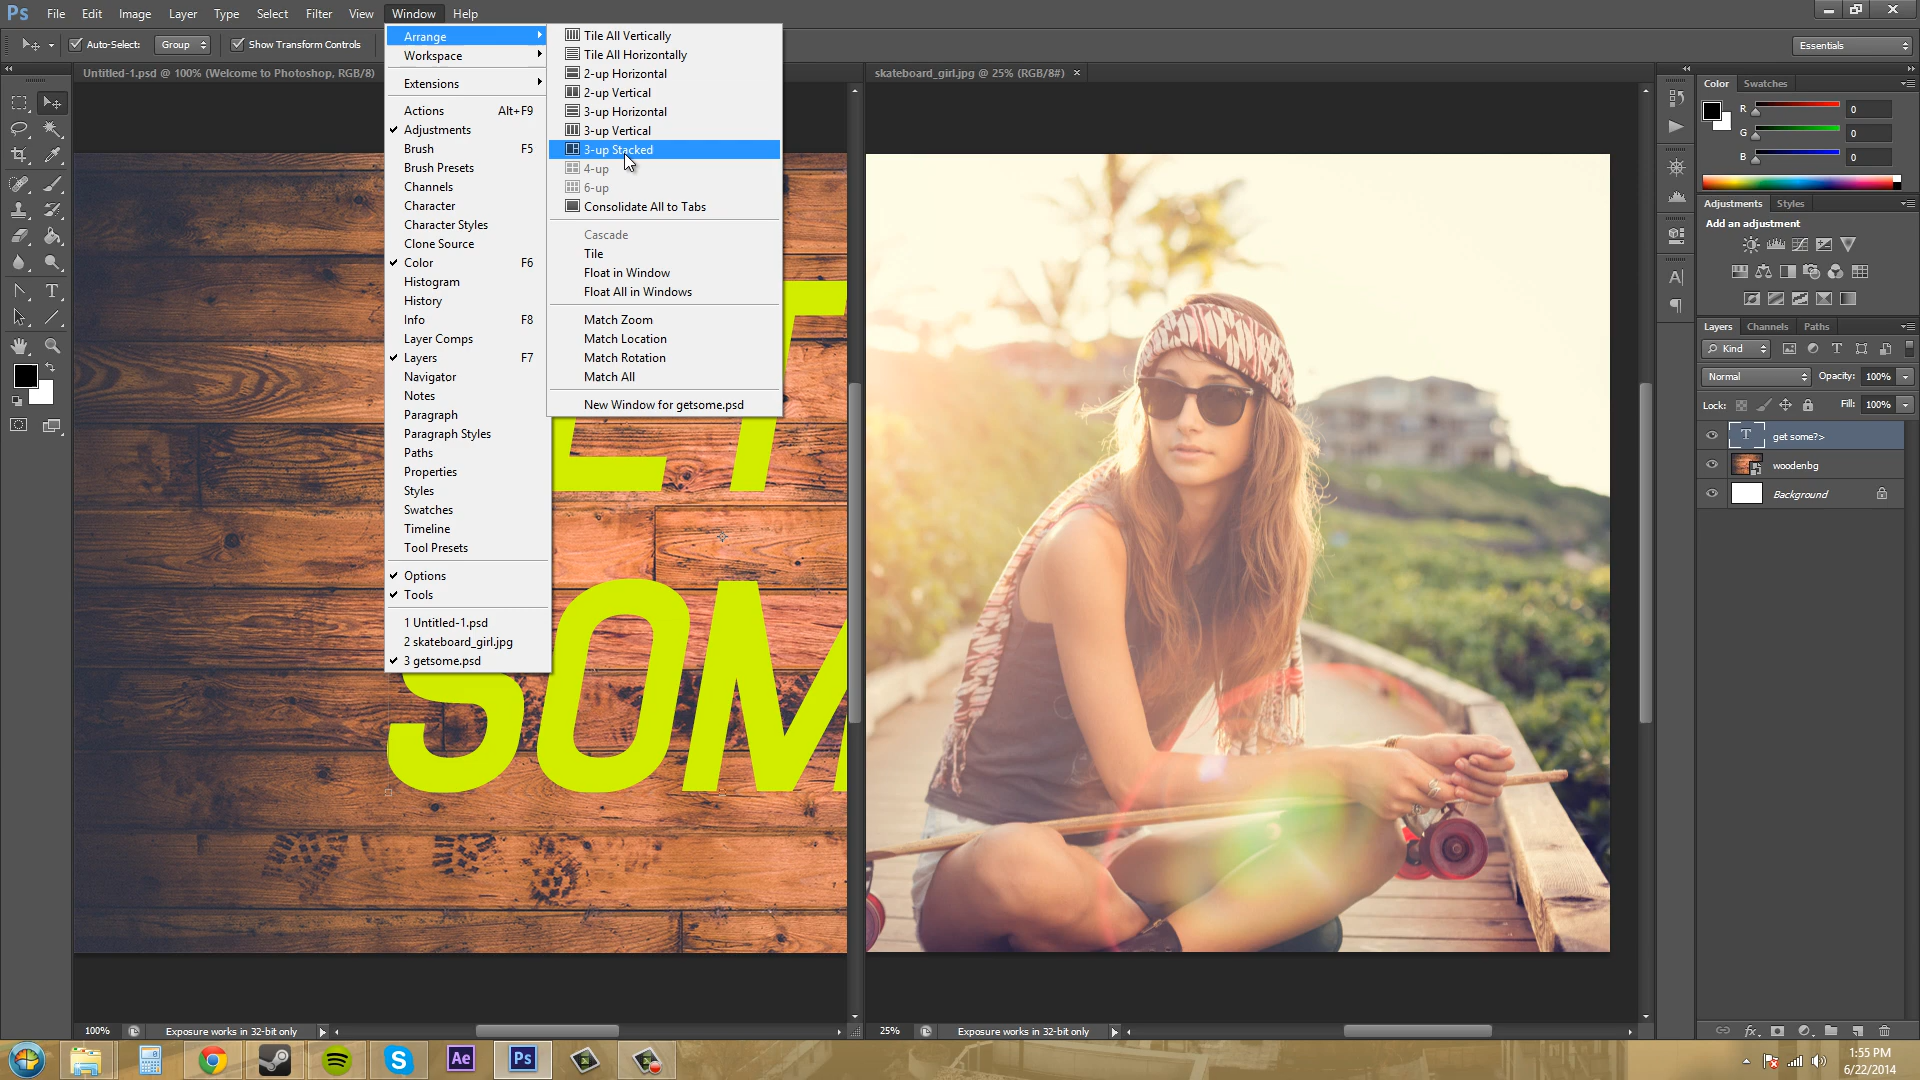 Ps File Edit Image Layer Type Select Filter View Window Help
Auto-Select: Group Show Transform Controls
Essentials
Untitled-1.psd @ 100% (Welcome to Photoshop, RGB/8)
skateboard_girl.jpg @ 25% (RGB/8#) ×
Arrange
Workspace
Extensions
Actions Alt+F9
Adjustments
Brush F5
Brush Presets
Channels
Character
Character Styles
Clone Source
Color F6
Histogram
History
Info F8
Layer Comps
Layers F7
Navigator
Notes
Paragraph
Paragraph Styles
Paths
Properties
Styles
Swatches
Timeline
Tool Presets
Options
Tools
1 Untitled-1.psd
2 skateboard_girl.jpg
3 getsome.psd
Tile All Vertically
Tile All Horizontally
2-up Horizontal
2-up Vertical
3-up Horizontal
3-up Vertical
3-up Stacked
4-up
6-up
Consolidate All to Tabs
Cascade
Tile
Float in Window
Float All in Windows
Match Zoom
Match Location
Match Rotation
Match All
New Window for getsome.psd
SOM
100% Exposure works in 32-bit only
25% Exposure works in 32-bit only
Color Swatches
R 0
G 0
B 0
Adjustments Styles
Add an adjustment
Layers Channels Paths
Kind
Normal Opacity: 100%
Lock: Fill: 100%
get some?>
woodenbg
Background
Ae Ps
1:55 PM
6/22/2014